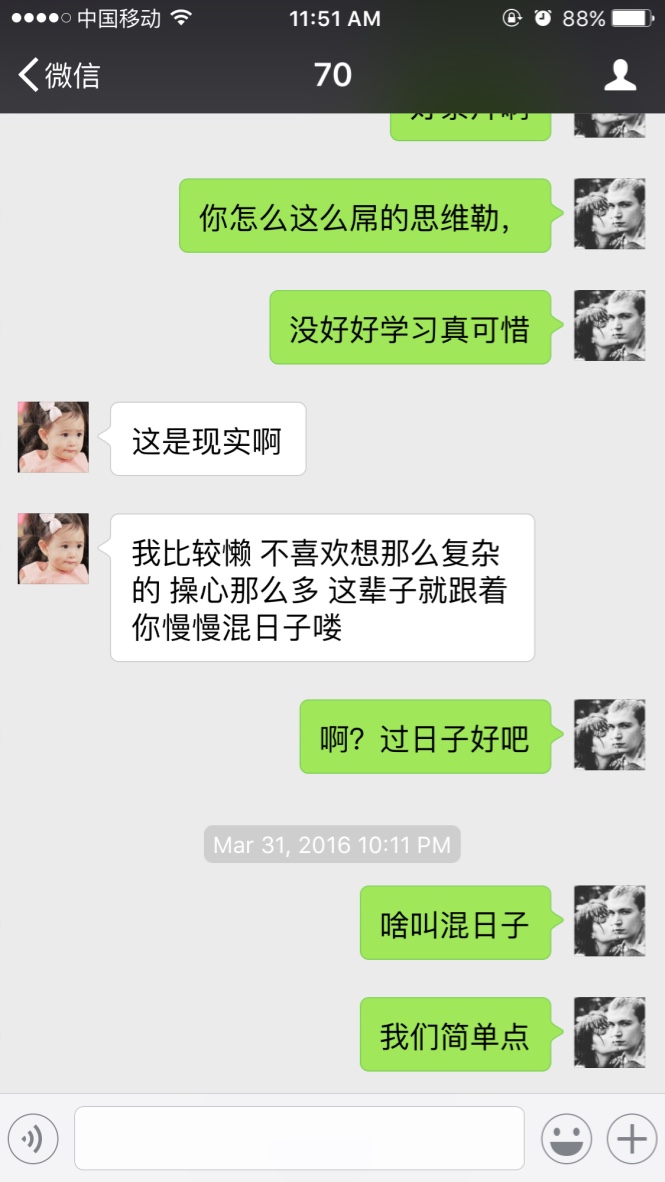 中国移动
11:51 AM
88%
微信
70
你怎么这么屌的思维勒，
没好好学习真可惜
这是现实啊
我比较懒 不喜欢想那么复杂
的 操心那么多 这辈子就跟着
你慢慢混日子喽
啊？过日子好吧
Mar 31, 2016 10:11 PM
啥叫混日子
我们简单点